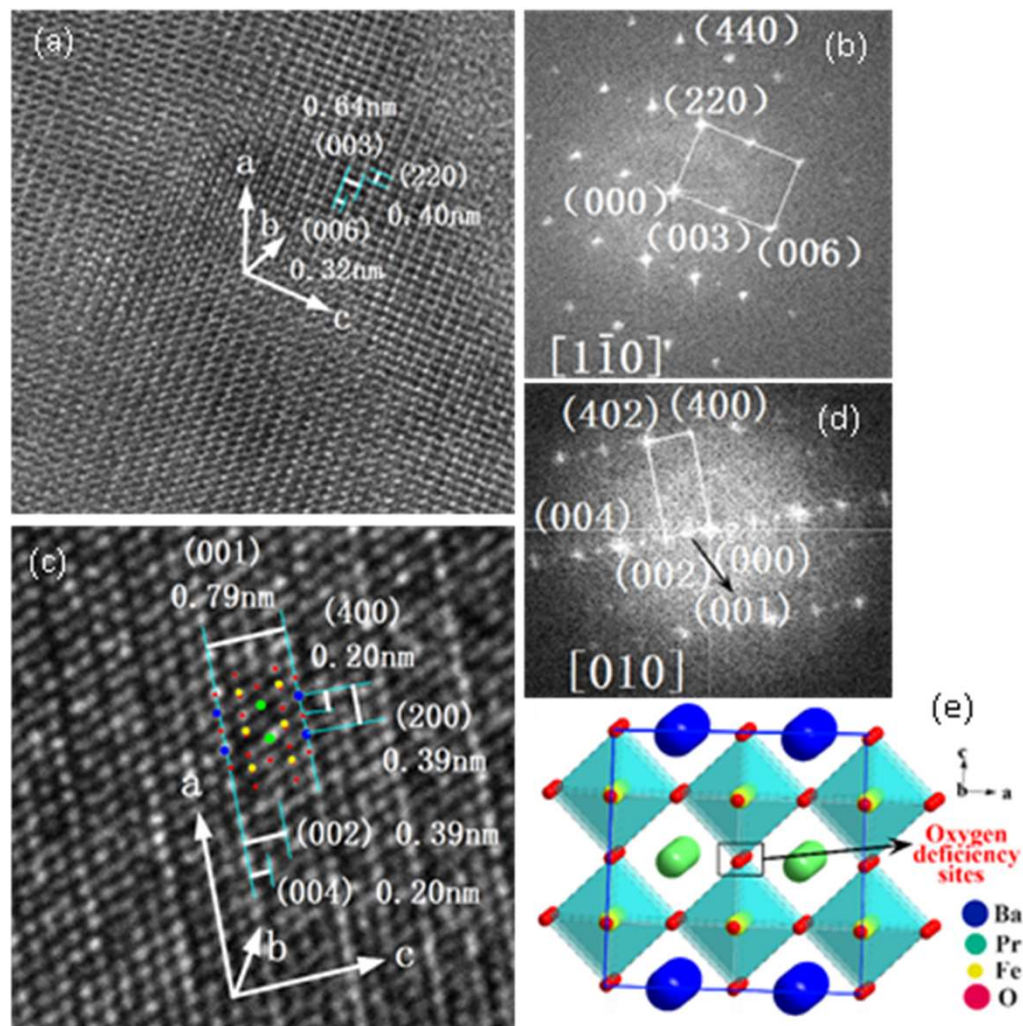 (a)
0.64nm
(003)
(220)
0.40nm
(006)
0.32nm
a
b
c
(b)
(440)
(220)
(000)
(003)
(006)
[11̄0]
(c)
(001)
0.79nm
(400)
0.20nm
(200)
0.39nm
(002) 0.39nm
(004) 0.20nm
a
b
c
(d)
(402)
(400)
(004)
(002)
(000)
(001)
[010]
(e)
c
b
a
Oxygen
deficiency
sites
Ba
Pr
Fe
O